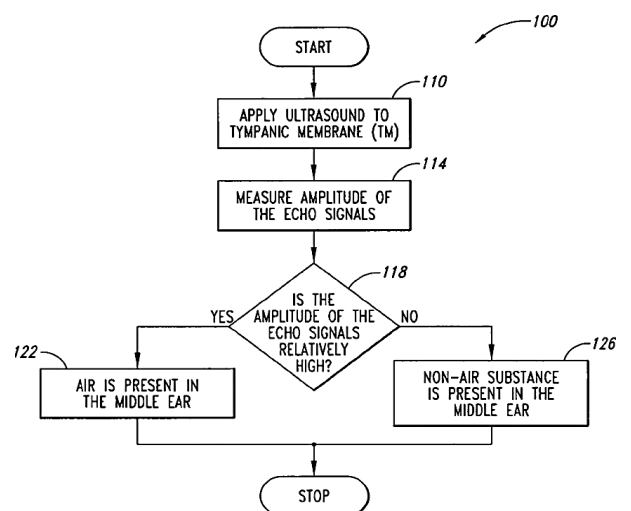 100
START
110
APPLY ULTRASOUND TO
TYMPANIC MEMBRANE (TM)
114
MEASURE AMPLITUDE OF
THE ECHO SIGNALS
118
IS THE
AMPLITUDE OF THE
ECHO SIGNALS
RELATIVELY
HIGH?
YES
NO
122
AIR IS PRESENT IN
THE MIDDLE EAR
126
NON-AIR SUBSTANCE
IS PRESENT IN THE
MIDDLE EAR
STOP